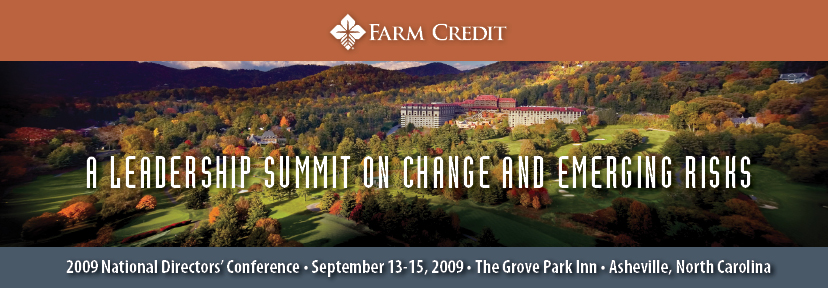 FARM CREDIT
A LEADERSHIP SUMMIT ON CHANGE AND EMERGING RISKS
2009 National Directors' Conference • September 13-15, 2009 • The Grove Park Inn • Asheville, North Carolina